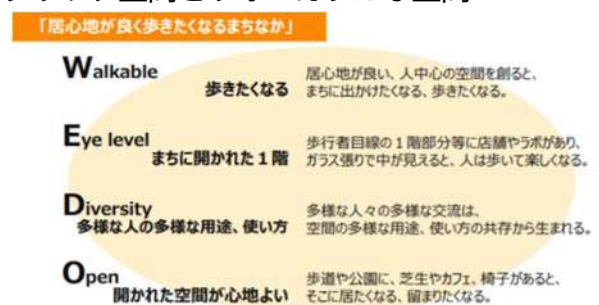 「居心地が良く歩きたくなるまちなか」
Walkable
歩きたくなる
居心地が良い、人中心の空間を創ると、
まちに出かけたくなる、歩きたくなる。
Eye level
まちに開かれた1階
歩行者目線の1階部分等に店舗やラボがあり、
ガラス張りで中が見えると、人は歩いて楽しくなる。
Diversity
多様な人の多様な用途、使い方
多様な人々の多様な交流は、
空間の多様な用途、使い方の共存から生まれる。
Open
開かれた空間が心地よい
歩道や公園に、芝生やカフェ、椅子があると、
そこに居たくなる、留まりたくなる。